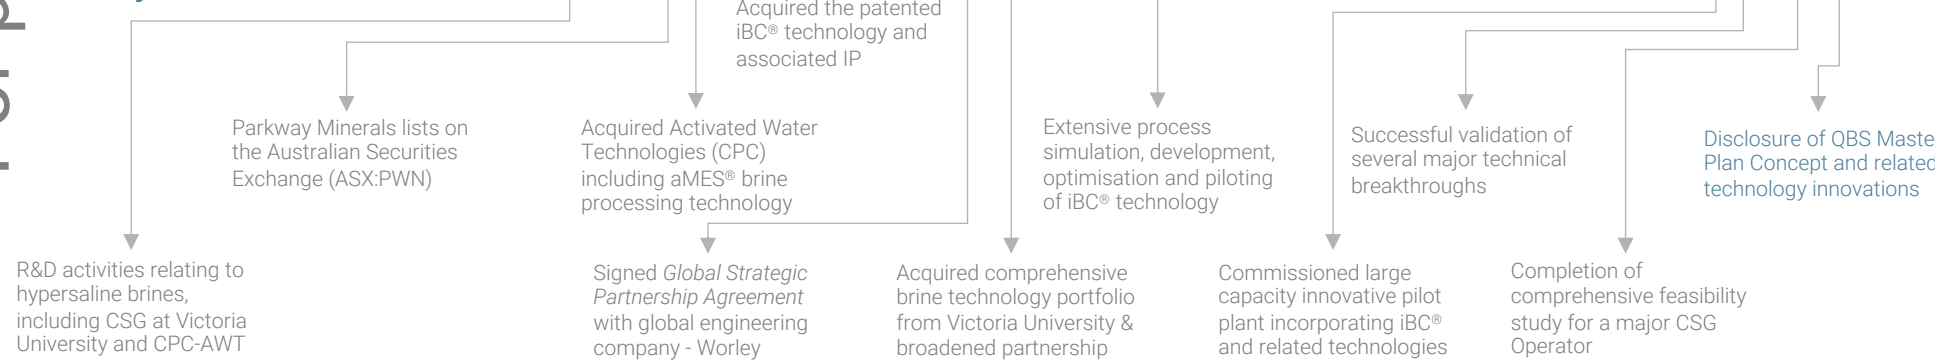 Acquired the patented
iBC® technology and
associated IP
Parkway Minerals lists on
the Australian Securities
Exchange (ASX:PWN)
Acquired Activated Water
Technologies (CPC)
including aMES® brine
processing technology
Extensive process
simulation, development,
optimisation and piloting
of iBC® technology
Successful validation of
several major technical
breakthroughs
Disclosure of QBS Maste
Plan Concept and related
technology innovations
R&D activities relating to
hypersaline brines,
including CSG at Victoria
University and CPC-AWT
Signed Global Strategic
Partnership Agreement
with global engineering
company - Worley
Acquired comprehensive
brine technology portfolio
from Victoria University &
broadened partnership
Commissioned large
capacity innovative pilot
plant incorporating iBC®
and related technologies
Completion of
comprehensive feasibility
study for a major CSG
Operator